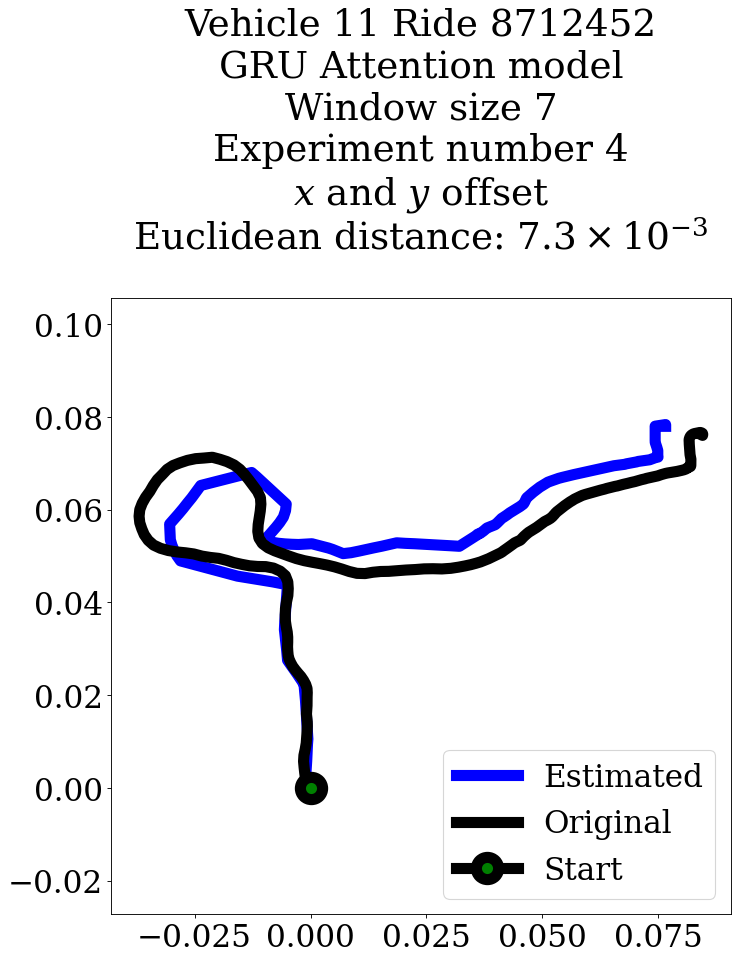 Vehicle 11 Ride 8712452
GRU Attention model
Window size 7
Experiment number 4
x and y offset
Euclidean distance: 7.3 × 10⁻³
0.10
0.08
0.06
0.04
0.02
0.00
−0.02
Estimated
Original
Start
−0.025 0.000 0.025 0.050 0.075